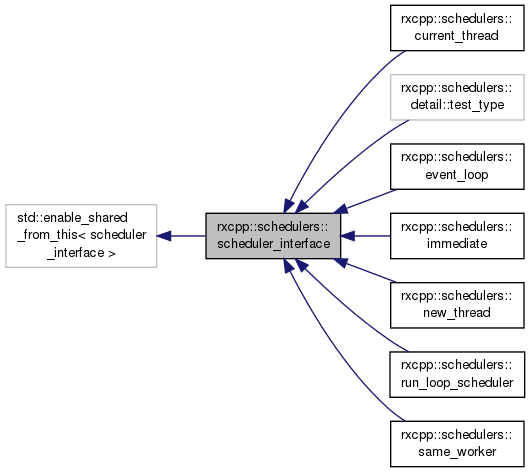 std::enable_shared
_from_this< scheduler
_interface >
rxcpp::schedulers::
scheduler_interface
rxcpp::schedulers::
current_thread
rxcpp::schedulers::
detail::test_type
rxcpp::schedulers::
event_loop
rxcpp::schedulers::
immediate
rxcpp::schedulers::
new_thread
rxcpp::schedulers::
run_loop_scheduler
rxcpp::schedulers::
same_worker